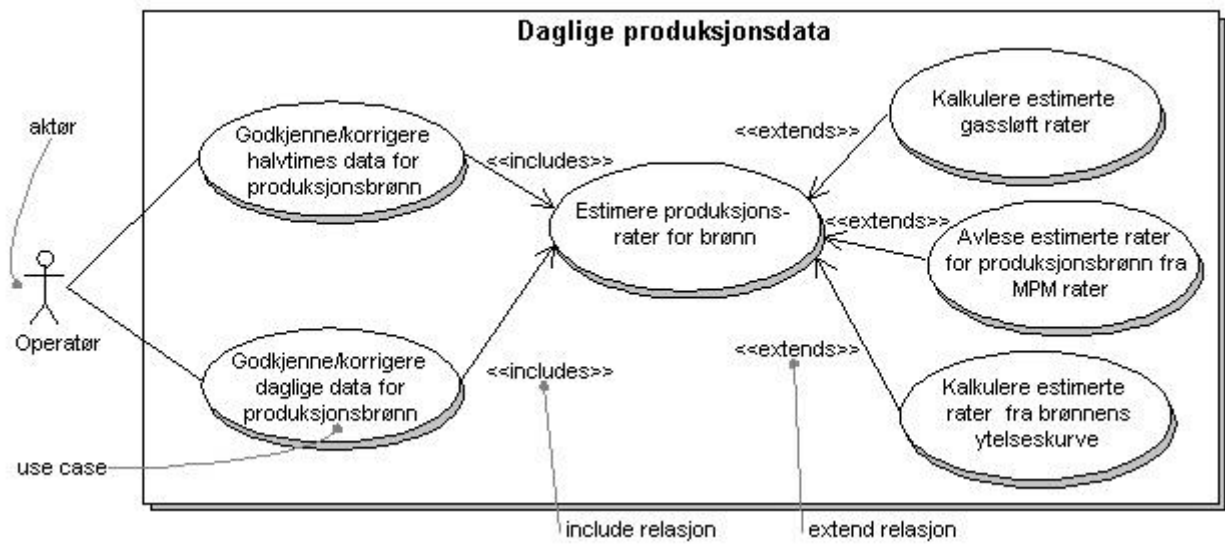 Daglige produksjonsdata
aktør
Operatør
use case
Godkjenne/korrigere
halvtimes data for
produksjonsbrønn
<<includes>>
Godkjenne/korrigere
daglige data for
produksjonsbrønn
<<includes>>
Estimere produksjons-
rater for brønn
<<extends>>
Kalkulere estimerte
gassløft rater
<<extends>>
Avlese estimerte rater
for produksjonsbrønn fra
MPM rater
<<extends>>
Kalkulere estimerte
rater fra brønnens
ytelseskurve
include relasjon
extend relasjon